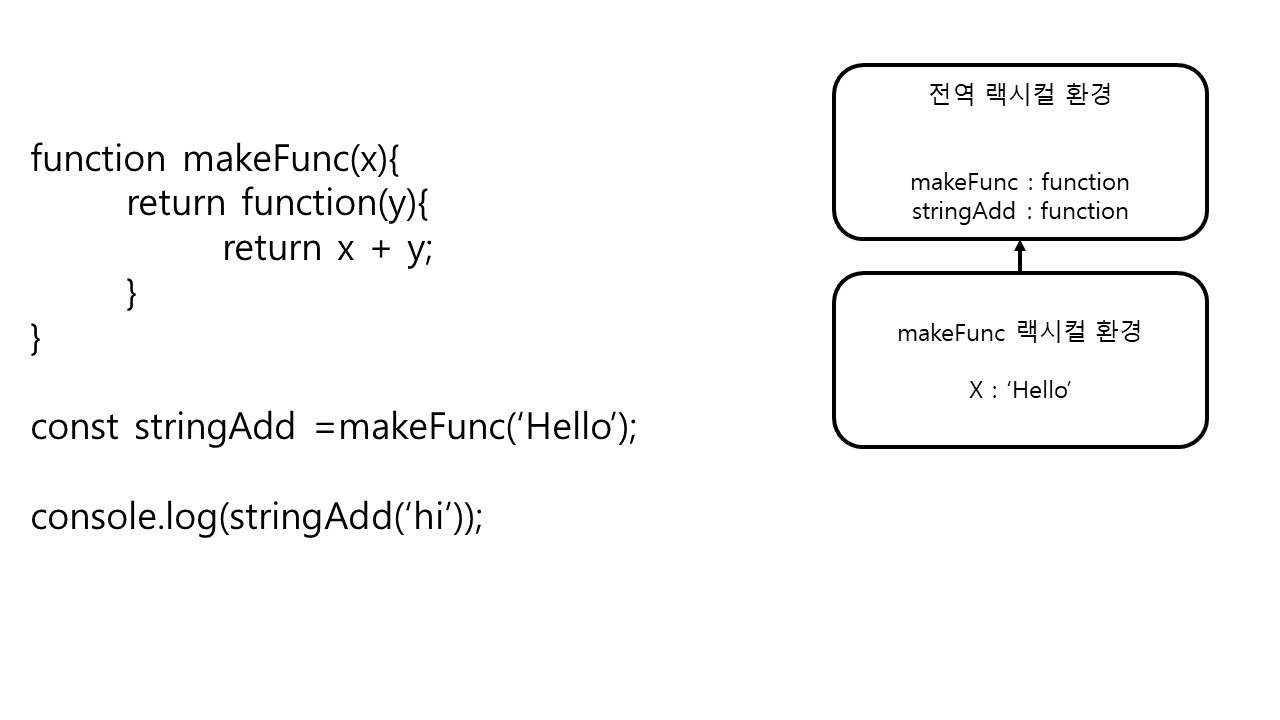 function makeFunc(x){
return function(y){
return x + y;
}
}
const stringAdd =makeFunc(‘Hello’);
console.log(stringAdd(‘hi’));
전역 랙시컬 환경
makeFunc : function
stringAdd : function
makeFunc 랙시컬 환경
X : ‘Hello‘